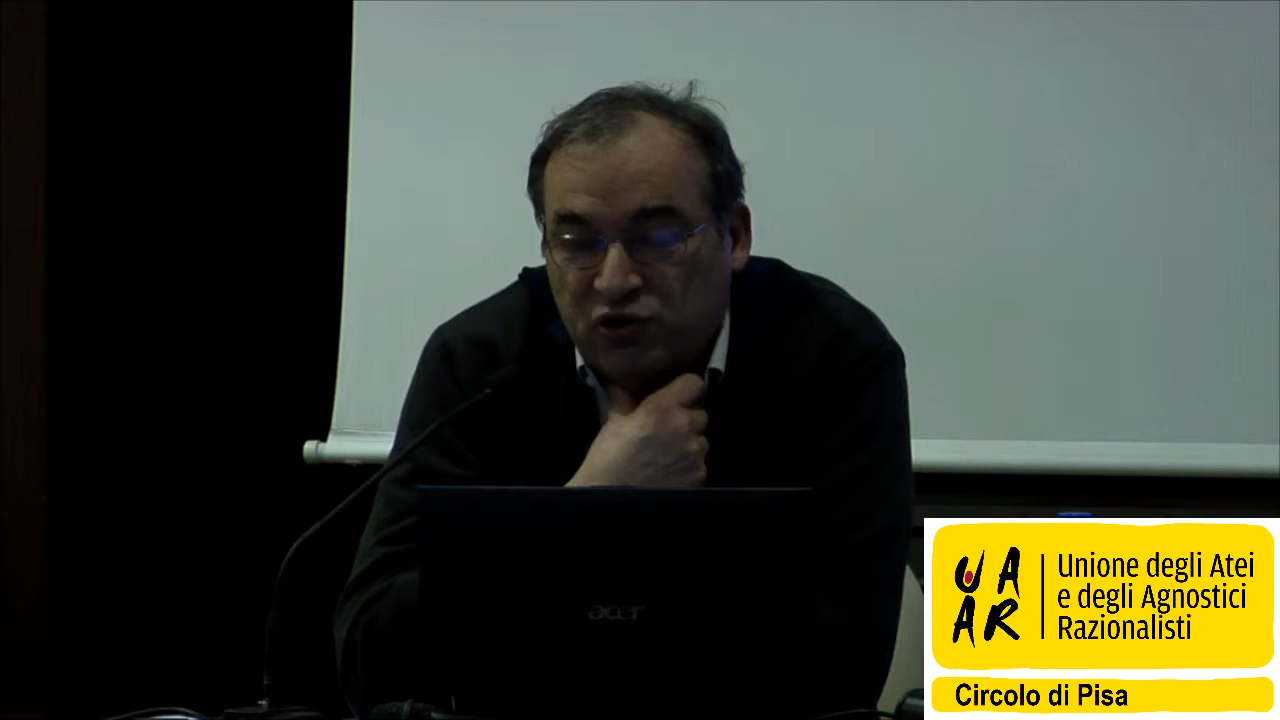 acer
UAAR
Unione degli Atei
e degli Agnostici
Razionalisti
Circolo di Pisa